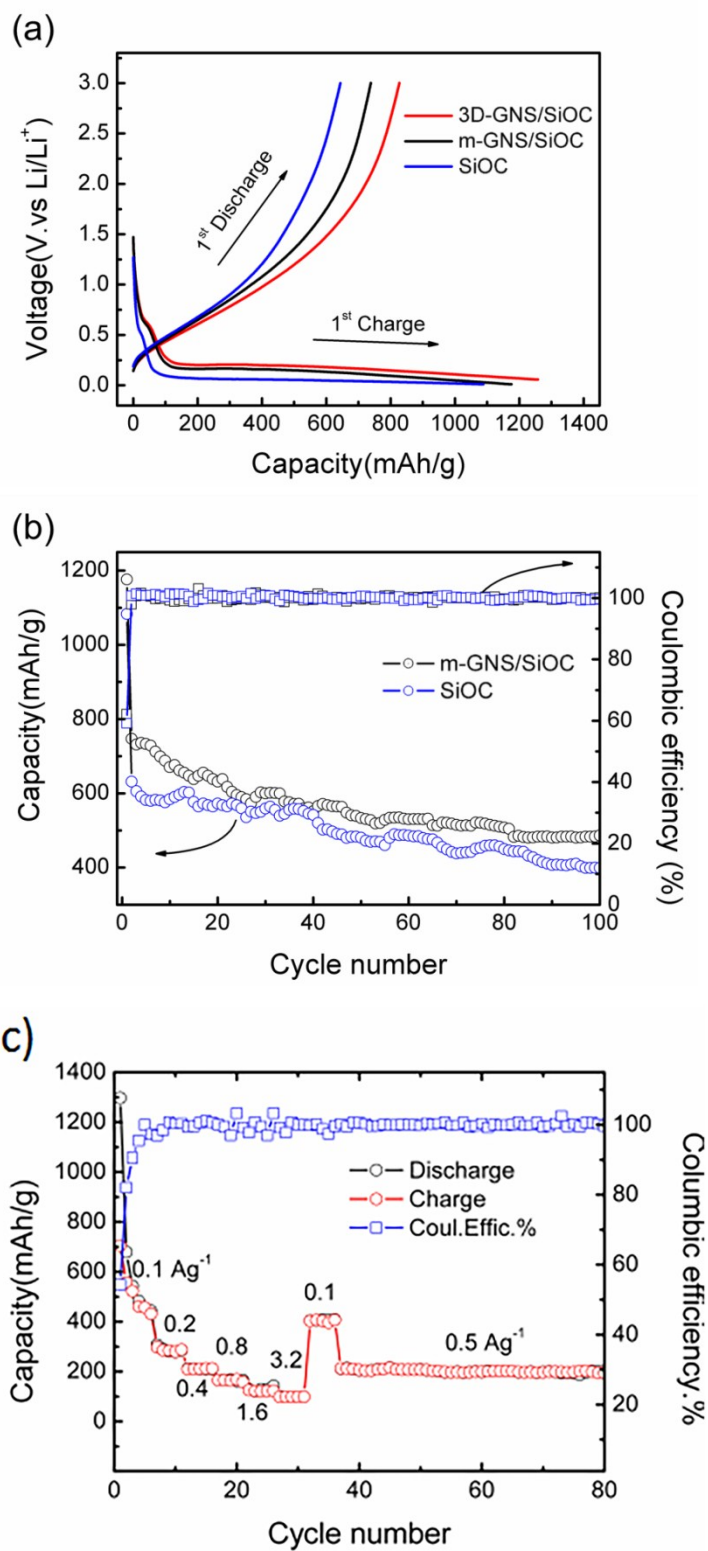 (a)
3.0
2.5
2.0
1.5
1.0
0.5
0.0
Voltage(V.vs Li/Li⁺)
3D-GNS/SiOC
m-GNS/SiOC
SiOC
1ˢᵗ Discharge
1ˢᵗ Charge
0 200 400 600 800 1000 1200 1400
Capacity(mAh/g)
(b)
1200
1000
800
600
400
Capacity(mAh/g)
m-GNS/SiOC
SiOC
100
80
60
40
20
0
Coulombic efficiency (%)
0 20 40 60 80 100
Cycle number
c)
1400
1200
1000
800
600
400
200
0
Capacity(mAh/g)
Discharge
Charge
Coul.Effic.%
0.1 Ag⁻¹
0.2
0.4
0.8
1.6
3.2
0.1
0.5 Ag⁻¹
100
80
60
40
20
Columbic efficiency.%
0 20 40 60 80
Cycle number